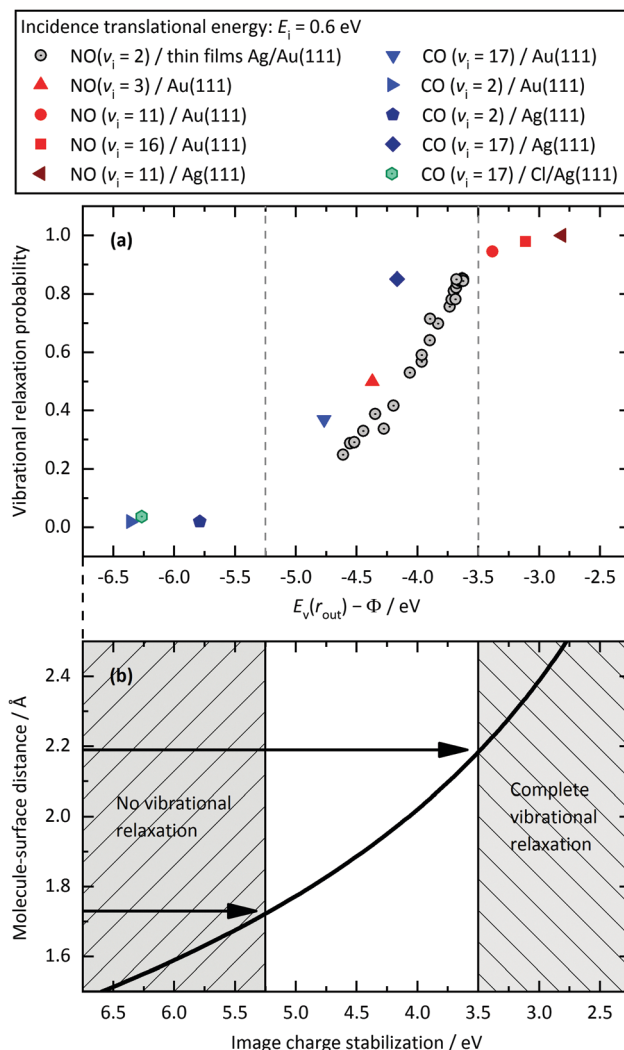 Incidence translational energy: Eᵢ = 0.6 eV
NO(vᵢ = 2) / thin films Ag/Au(111)
NO(vᵢ = 3) / Au(111)
NO (vᵢ = 11) / Au(111)
NO (vᵢ = 16) / Au(111)
NO (vᵢ = 11) / Ag(111)
CO (vᵢ = 17) / Au(111)
CO (vᵢ = 2) / Au(111)
CO (vᵢ = 2) / Ag(111)
CO (vᵢ = 17) / Ag(111)
CO (vᵢ = 17) / Cl/Ag(111)
(a)
Vibrational relaxation probability
1.0
0.8
0.6
0.4
0.2
0.0
-6.5 -6.0 -5.5 -5.0 -4.5 -4.0 -3.5 -3.0 -2.5
Eᵥ(rₒᵤₜ) – Φ / eV
(b)
Molecule-surface distance / Å
2.4
2.2
2.0
1.8
1.6
No vibrational
relaxation
Complete
vibrational
relaxation
6.5 6.0 5.5 5.0 4.5 4.0 3.5 3.0 2.5
Image charge stabilization / eV